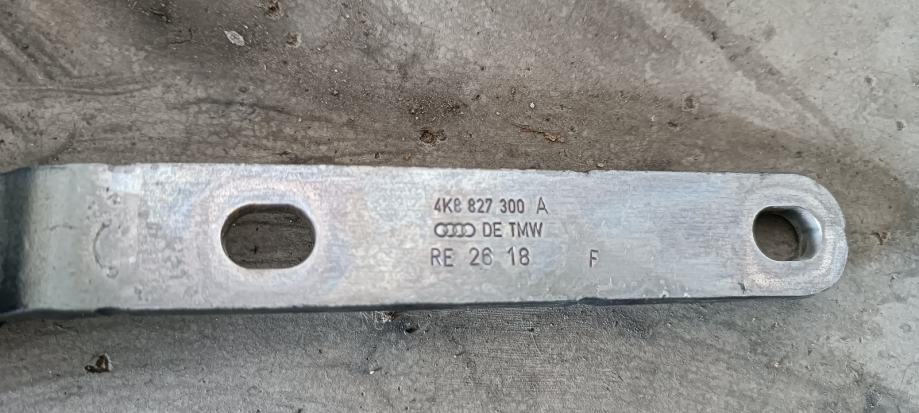 4K8 827 300 A
DE TMW
RE 26 18 F